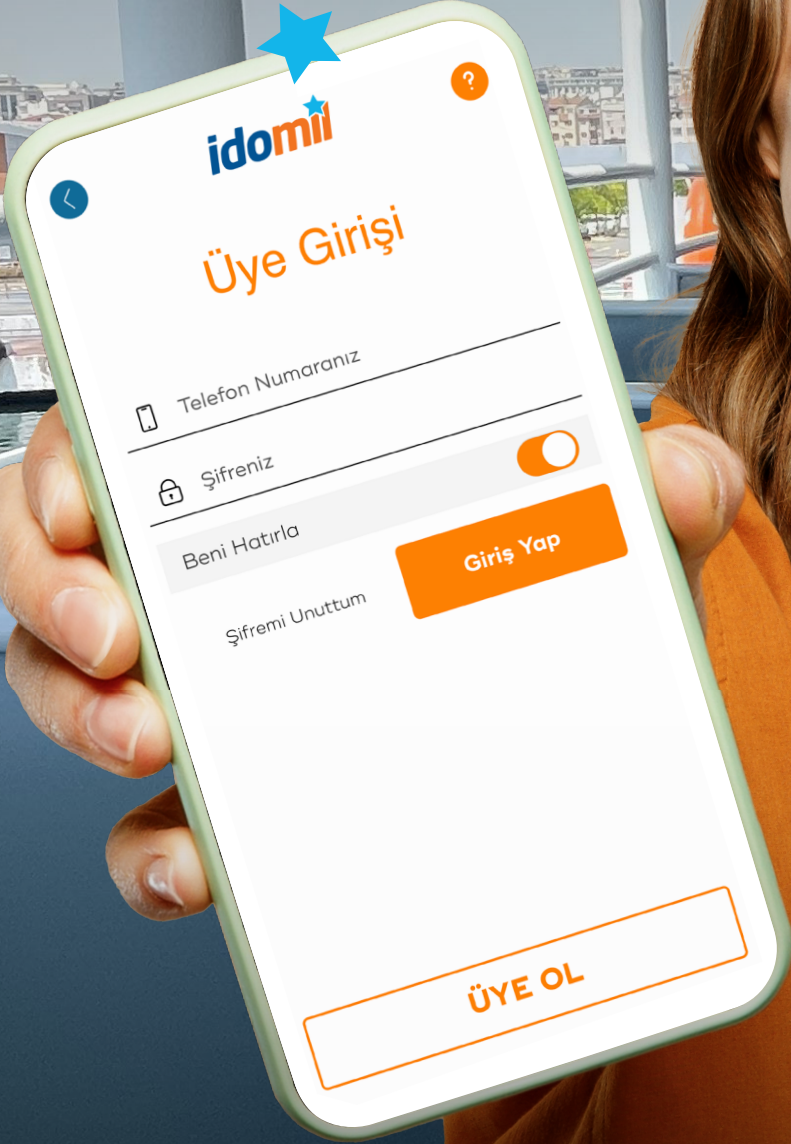 ?
idomil
Üye Girişi
Telefon Numaranız
Şifreniz
Beni Hatırla
Giriş Yap
Şifremi Unuttum
ÜYE OL